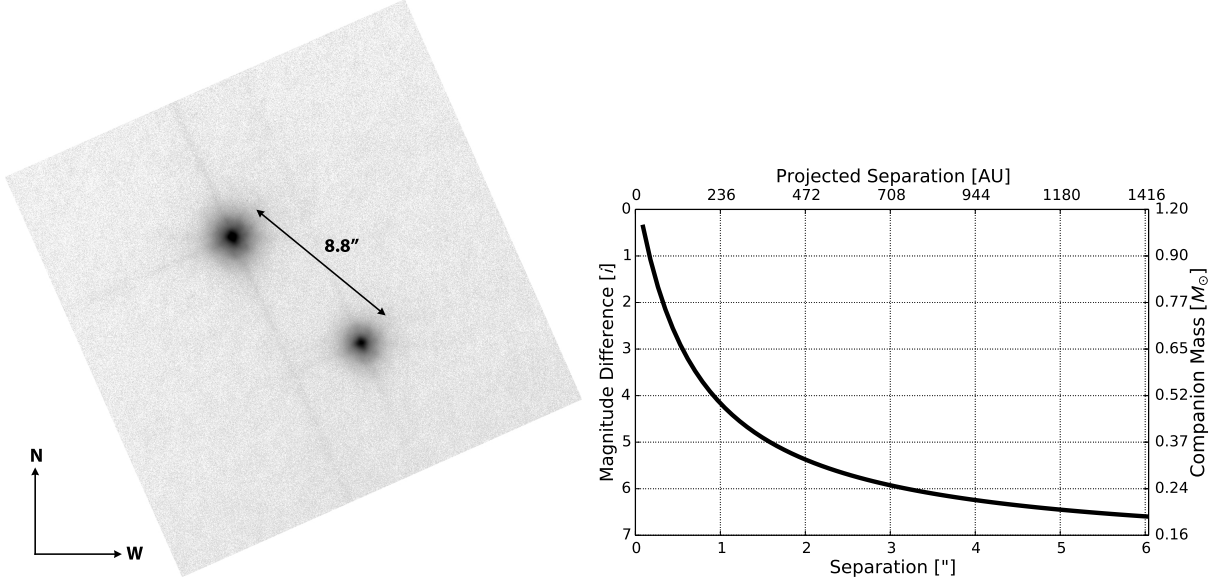 8.8”
N
W
Projected Separation [AU]
0 236 472 708 944 1180 1416
Magnitude Difference [i]
0 1.20
1 0.90
2 0.77
3 0.65
4 0.52
5 0.37
6 0.24
7 0.16
Companion Mass [M☉]
0 1 2 3 4 5 6
Separation ["]